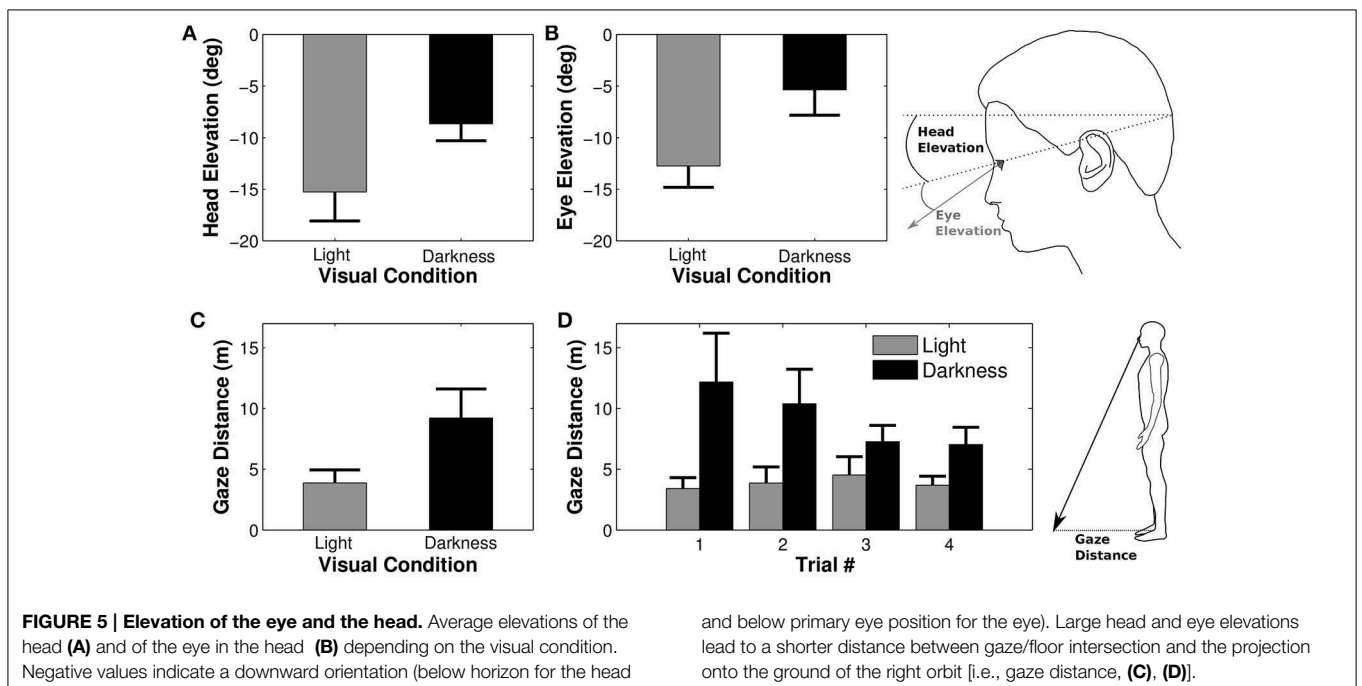 A
Head Elevation (deg)
0
−5
−10
−15
−20
Light
Darkness
Visual Condition
B
Eye Elevation (deg)
0
−5
−10
−15
−20
Light
Darkness
Visual Condition
Head
Elevation
Eye
Elevation
C
Gaze Distance (m)
15
10
5
0
Light
Darkness
Visual Condition
D
Gaze Distance (m)
15
10
5
0
Light
Darkness
1
2
3
4
Trial #
Gaze
Distance
FIGURE 5 | Elevation of the eye and the head. Average elevations of the
head (A) and of the eye in the head (B) depending on the visual condition.
Negative values indicate a downward orientation (below horizon for the head
and below primary eye position for the eye). Large head and eye elevations
lead to a shorter distance between gaze/floor intersection and the projection
onto the ground of the right orbit [i.e., gaze distance, (C), (D)].